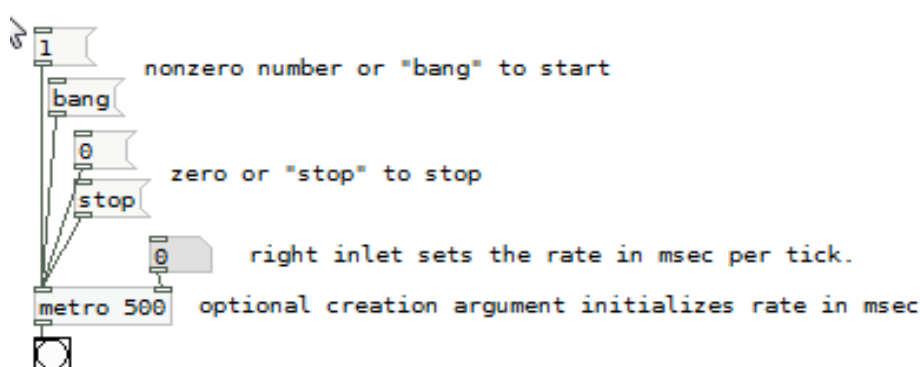 1
nonzero number or "bang" to start
bang
0
zero or "stop" to stop
stop
0 right inlet sets the rate in msec per tick.
metro 500 optional creation argument initializes rate in msec